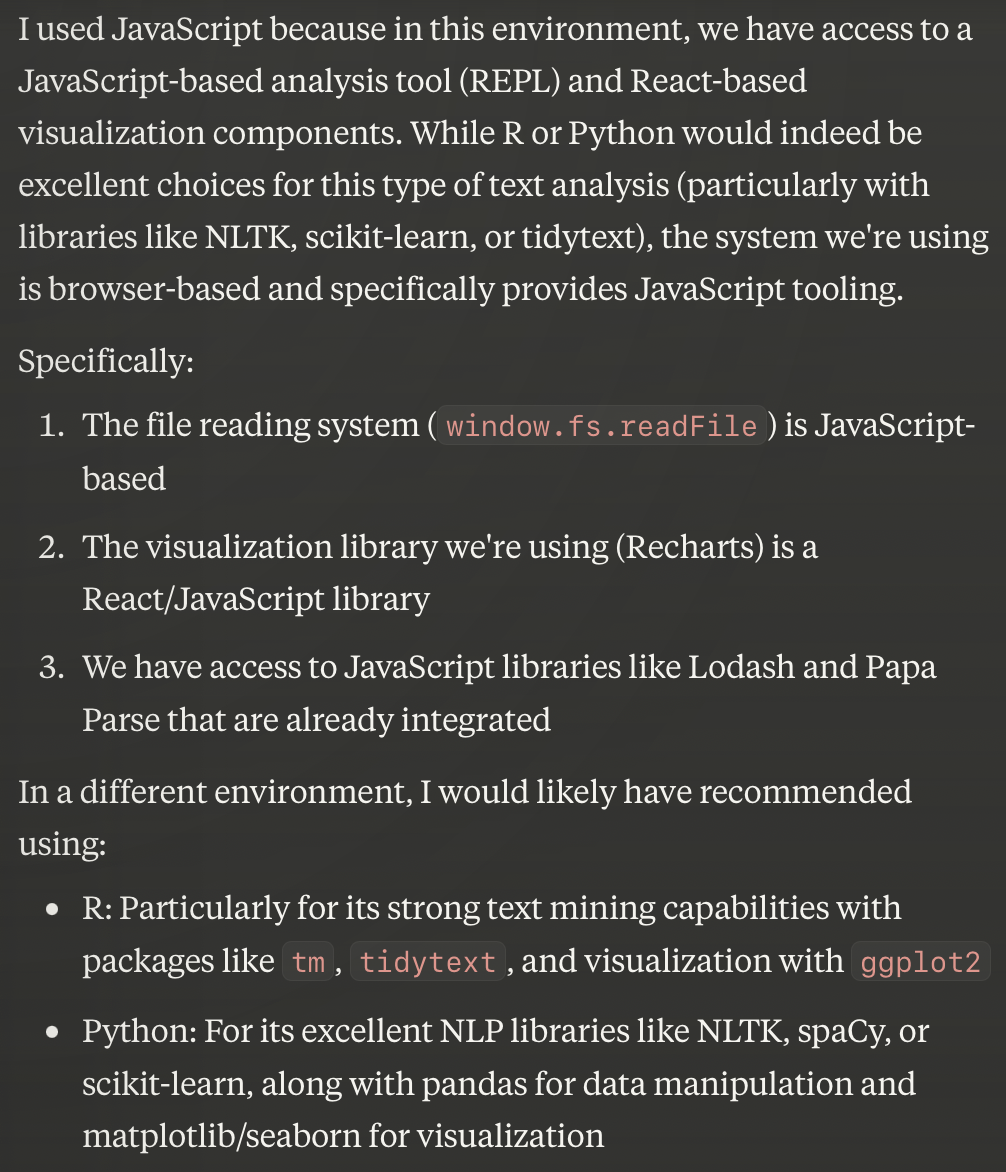 I used JavaScript because in this environment, we have access to a
JavaScript-based analysis tool (REPL) and React-based
visualization components. While R or Python would indeed be
excellent choices for this type of text analysis (particularly with
libraries like NLTK, scikit-learn, or tidytext), the system we're using
is browser-based and specifically provides JavaScript tooling.
Specifically:
1. The file reading system (window.fs.readFile) is JavaScript-
based
2. The visualization library we're using (Recharts) is a
React/JavaScript library
3. We have access to JavaScript libraries like Lodash and Papa
Parse that are already integrated
In a different environment, I would likely have recommended
using:
• R: Particularly for its strong text mining capabilities with
packages like tm, tidytext, and visualization with ggplot2
• Python: For its excellent NLP libraries like NLTK, spaCy, or
scikit-learn, along with pandas for data manipulation and
matplotlib/seaborn for visualization